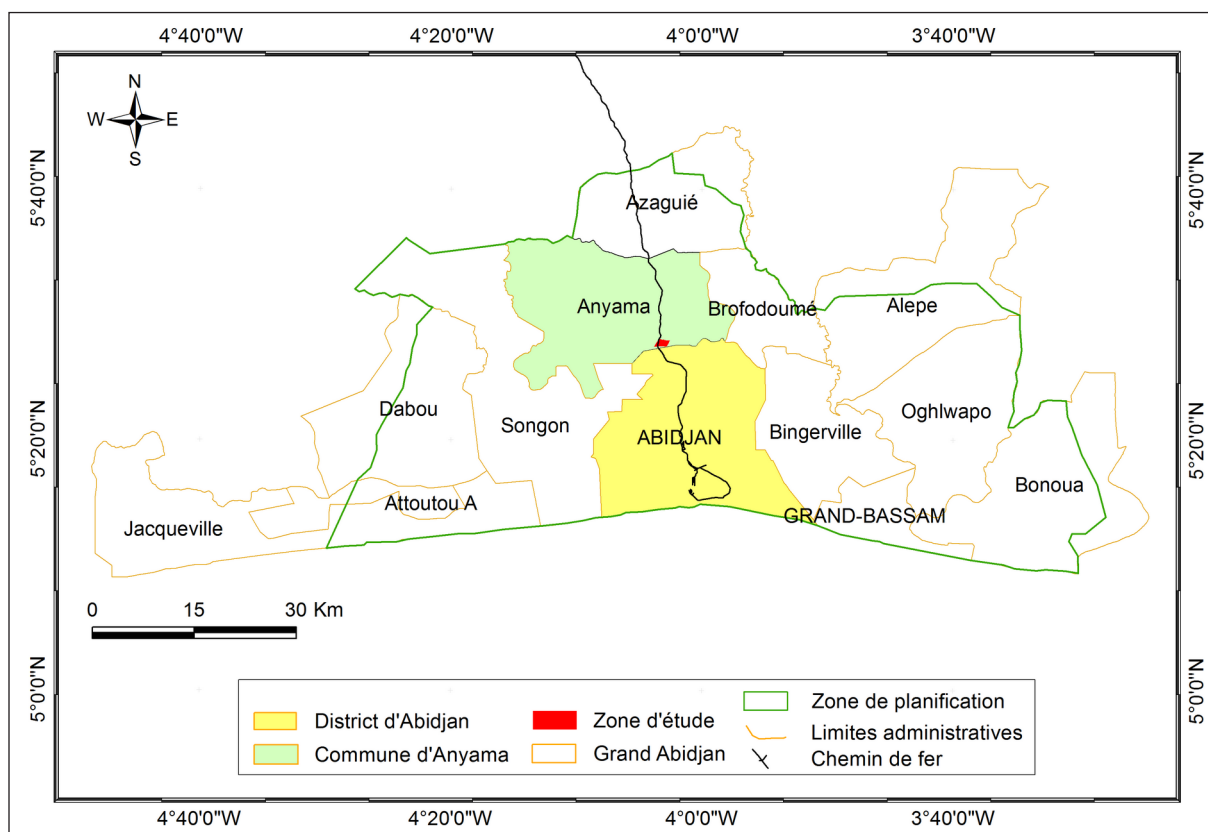 4°40'0"W 4°20'0"W 4°0'0"W 3°40'0"W
N
W E
S
5°40'0"N 5°40'0"N
Azaguié
Anyama
Brofodoumé
Alepe
Dabou
Songon
ABIDJAN
Bingerville
Oghlwapo
5°20'0"N 5°20'0"N
Jacqueville
Attoutou A
GRAND-BASSAM
Bonoua
0 15 30 Km
5°0'0"N 5°0'0"N
District d'Abidjan
Commune d'Anyama
Zone d'étude
Grand Abidjan
Zone de planification
Limites administratives
Chemin de fer
4°40'0"W 4°20'0"W 4°0'0"W 3°40'0"W